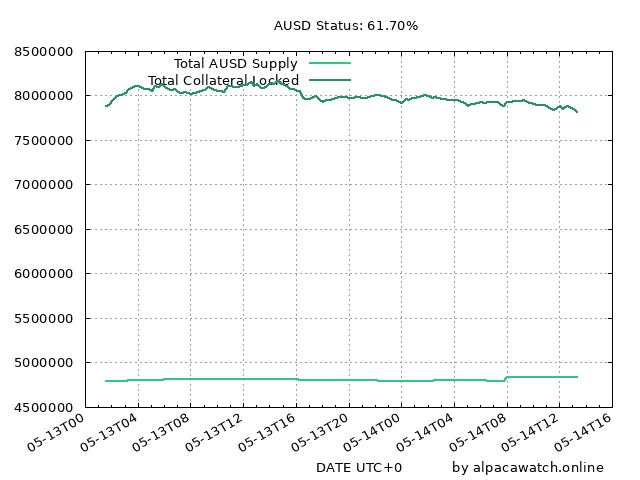 AUSD Status: 61.70%
8500000
Total AUSD Supply
Total Collateral Locked
8000000
7500000
7000000
6500000
6000000
5500000
5000000
4500000
05-13T00 05-13T04 05-13T08 05-13T12 05-13T16 05-13T20 05-14T00 05-14T04 05-14T08 05-14T12 05-14T16
DATE UTC+0 by alpacawatch.online